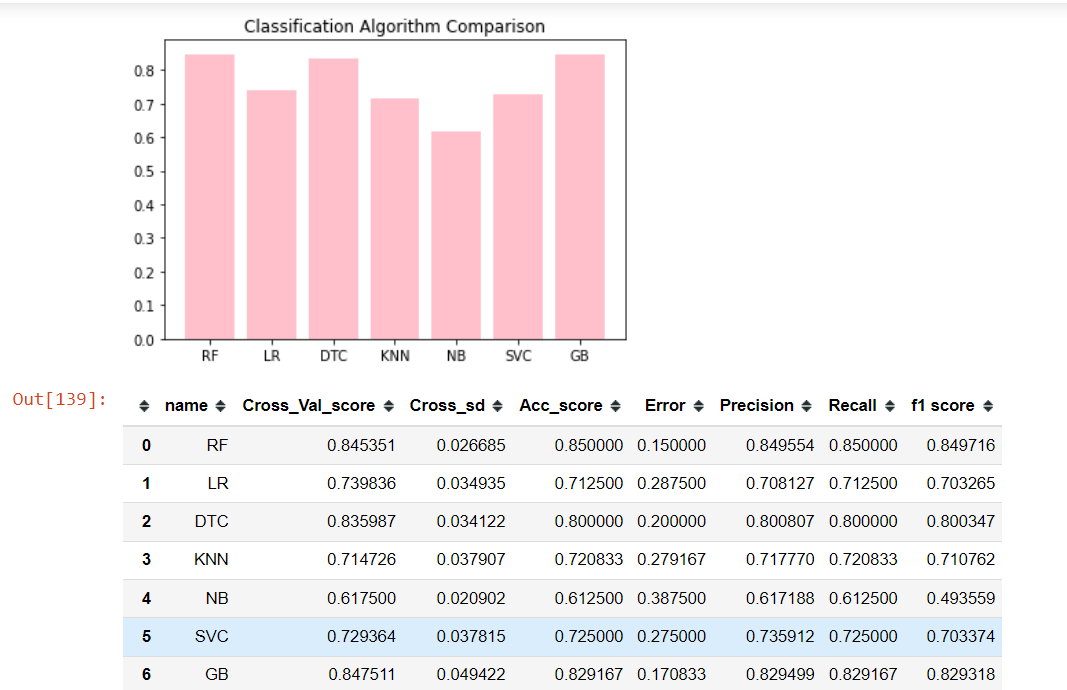 Classification Algorithm Comparison
0.8
0.7
0.6
0.5
0.4
0.3
0.2
0.1
0.0
RF LR DTC KNN NB SVC GB
Out[139]:
name Cross_Val_score Cross_sd Acc_score Error Precision Recall f1 score
0 RF 0.845351 0.026685 0.850000 0.150000 0.849554 0.850000 0.849716
1 LR 0.739836 0.034935 0.712500 0.287500 0.708127 0.712500 0.703265
2 DTC 0.835987 0.034122 0.800000 0.200000 0.800807 0.800000 0.800347
3 KNN 0.714726 0.037907 0.720833 0.279167 0.717770 0.720833 0.710762
4 NB 0.617500 0.020902 0.612500 0.387500 0.617188 0.612500 0.493559
5 SVC 0.729364 0.037815 0.725000 0.275000 0.735912 0.725000 0.703374
6 GB 0.847511 0.049422 0.829167 0.170833 0.829499 0.829167 0.829318